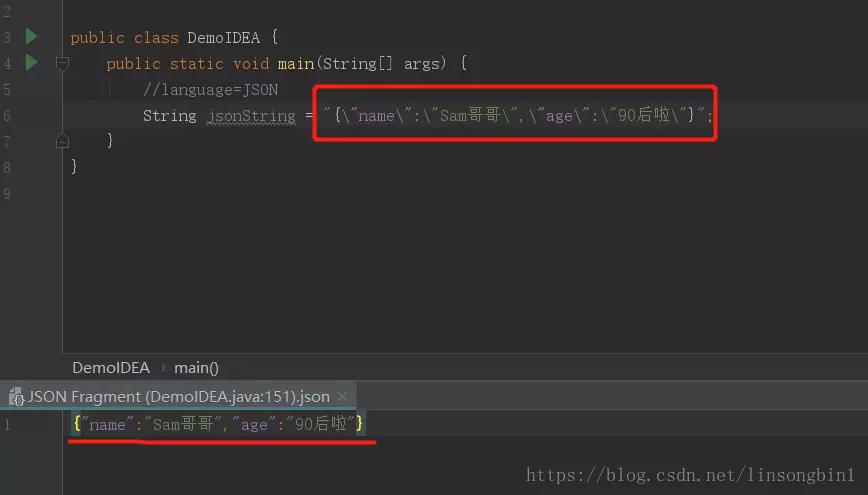 2
3 public class DemoIDEA {
4 public static void main(String[] args) {
5 //language=JSON
6 String jsonString = "{\"name\":\"Sam哥哥\",\"age\":\"90后啦\"}";
7 }
8 }
9
DemoIDEA › main()
JSON Fragment (DemoIDEA.java:151).json ×
1 {"name":"Sam哥哥","age":"90后啦"}
https://blog.csdn.net/linsongbin1